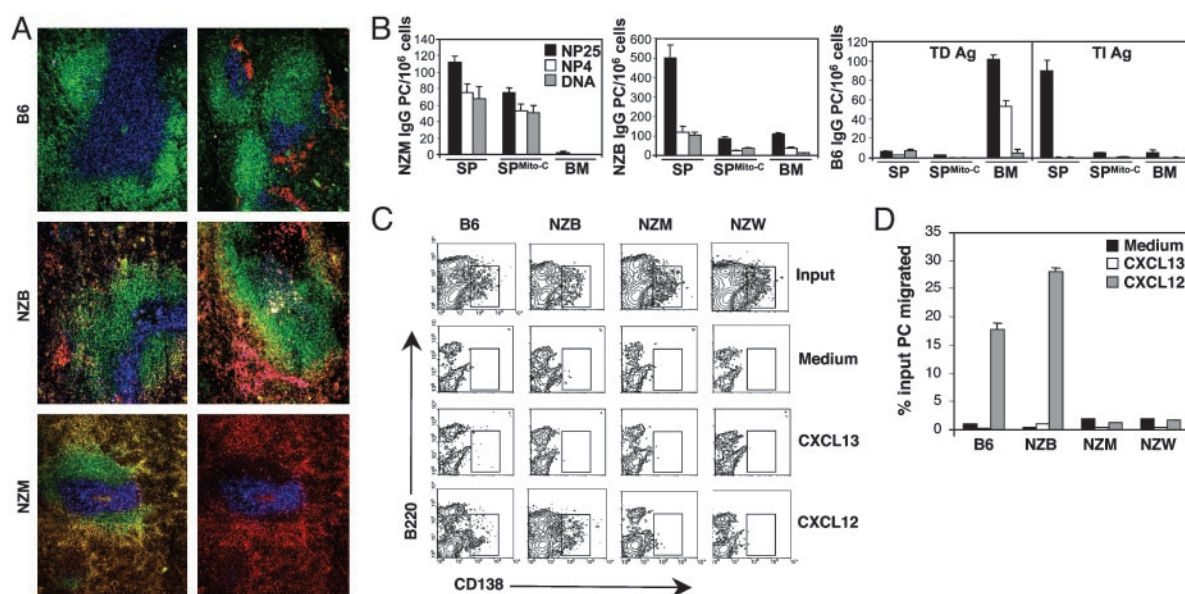 A
B6
NZB
NZM
B
NZM IgG PC/10⁶ cells
140
120
100
80
60
40
20
0
NP25
NP4
DNA
SP
SP^Mito-C
BM
NZB IgG PC/10⁶ cells
600
500
400
300
200
100
0
SP
SP^Mito-C
BM
B6 IgG PC/10⁶ cells
120
100
80
60
40
20
0
TD Ag
TI Ag
SP
SP^Mito-C
BM
SP
SP^Mito-C
BM
C
B6
NZB
NZM
NZW
Input
Medium
CXCL13
CXCL12
B220
CD138
D
% input PC migrated
35
30
25
20
15
10
5
0
Medium
CXCL13
CXCL12
B6
NZB
NZM
NZW